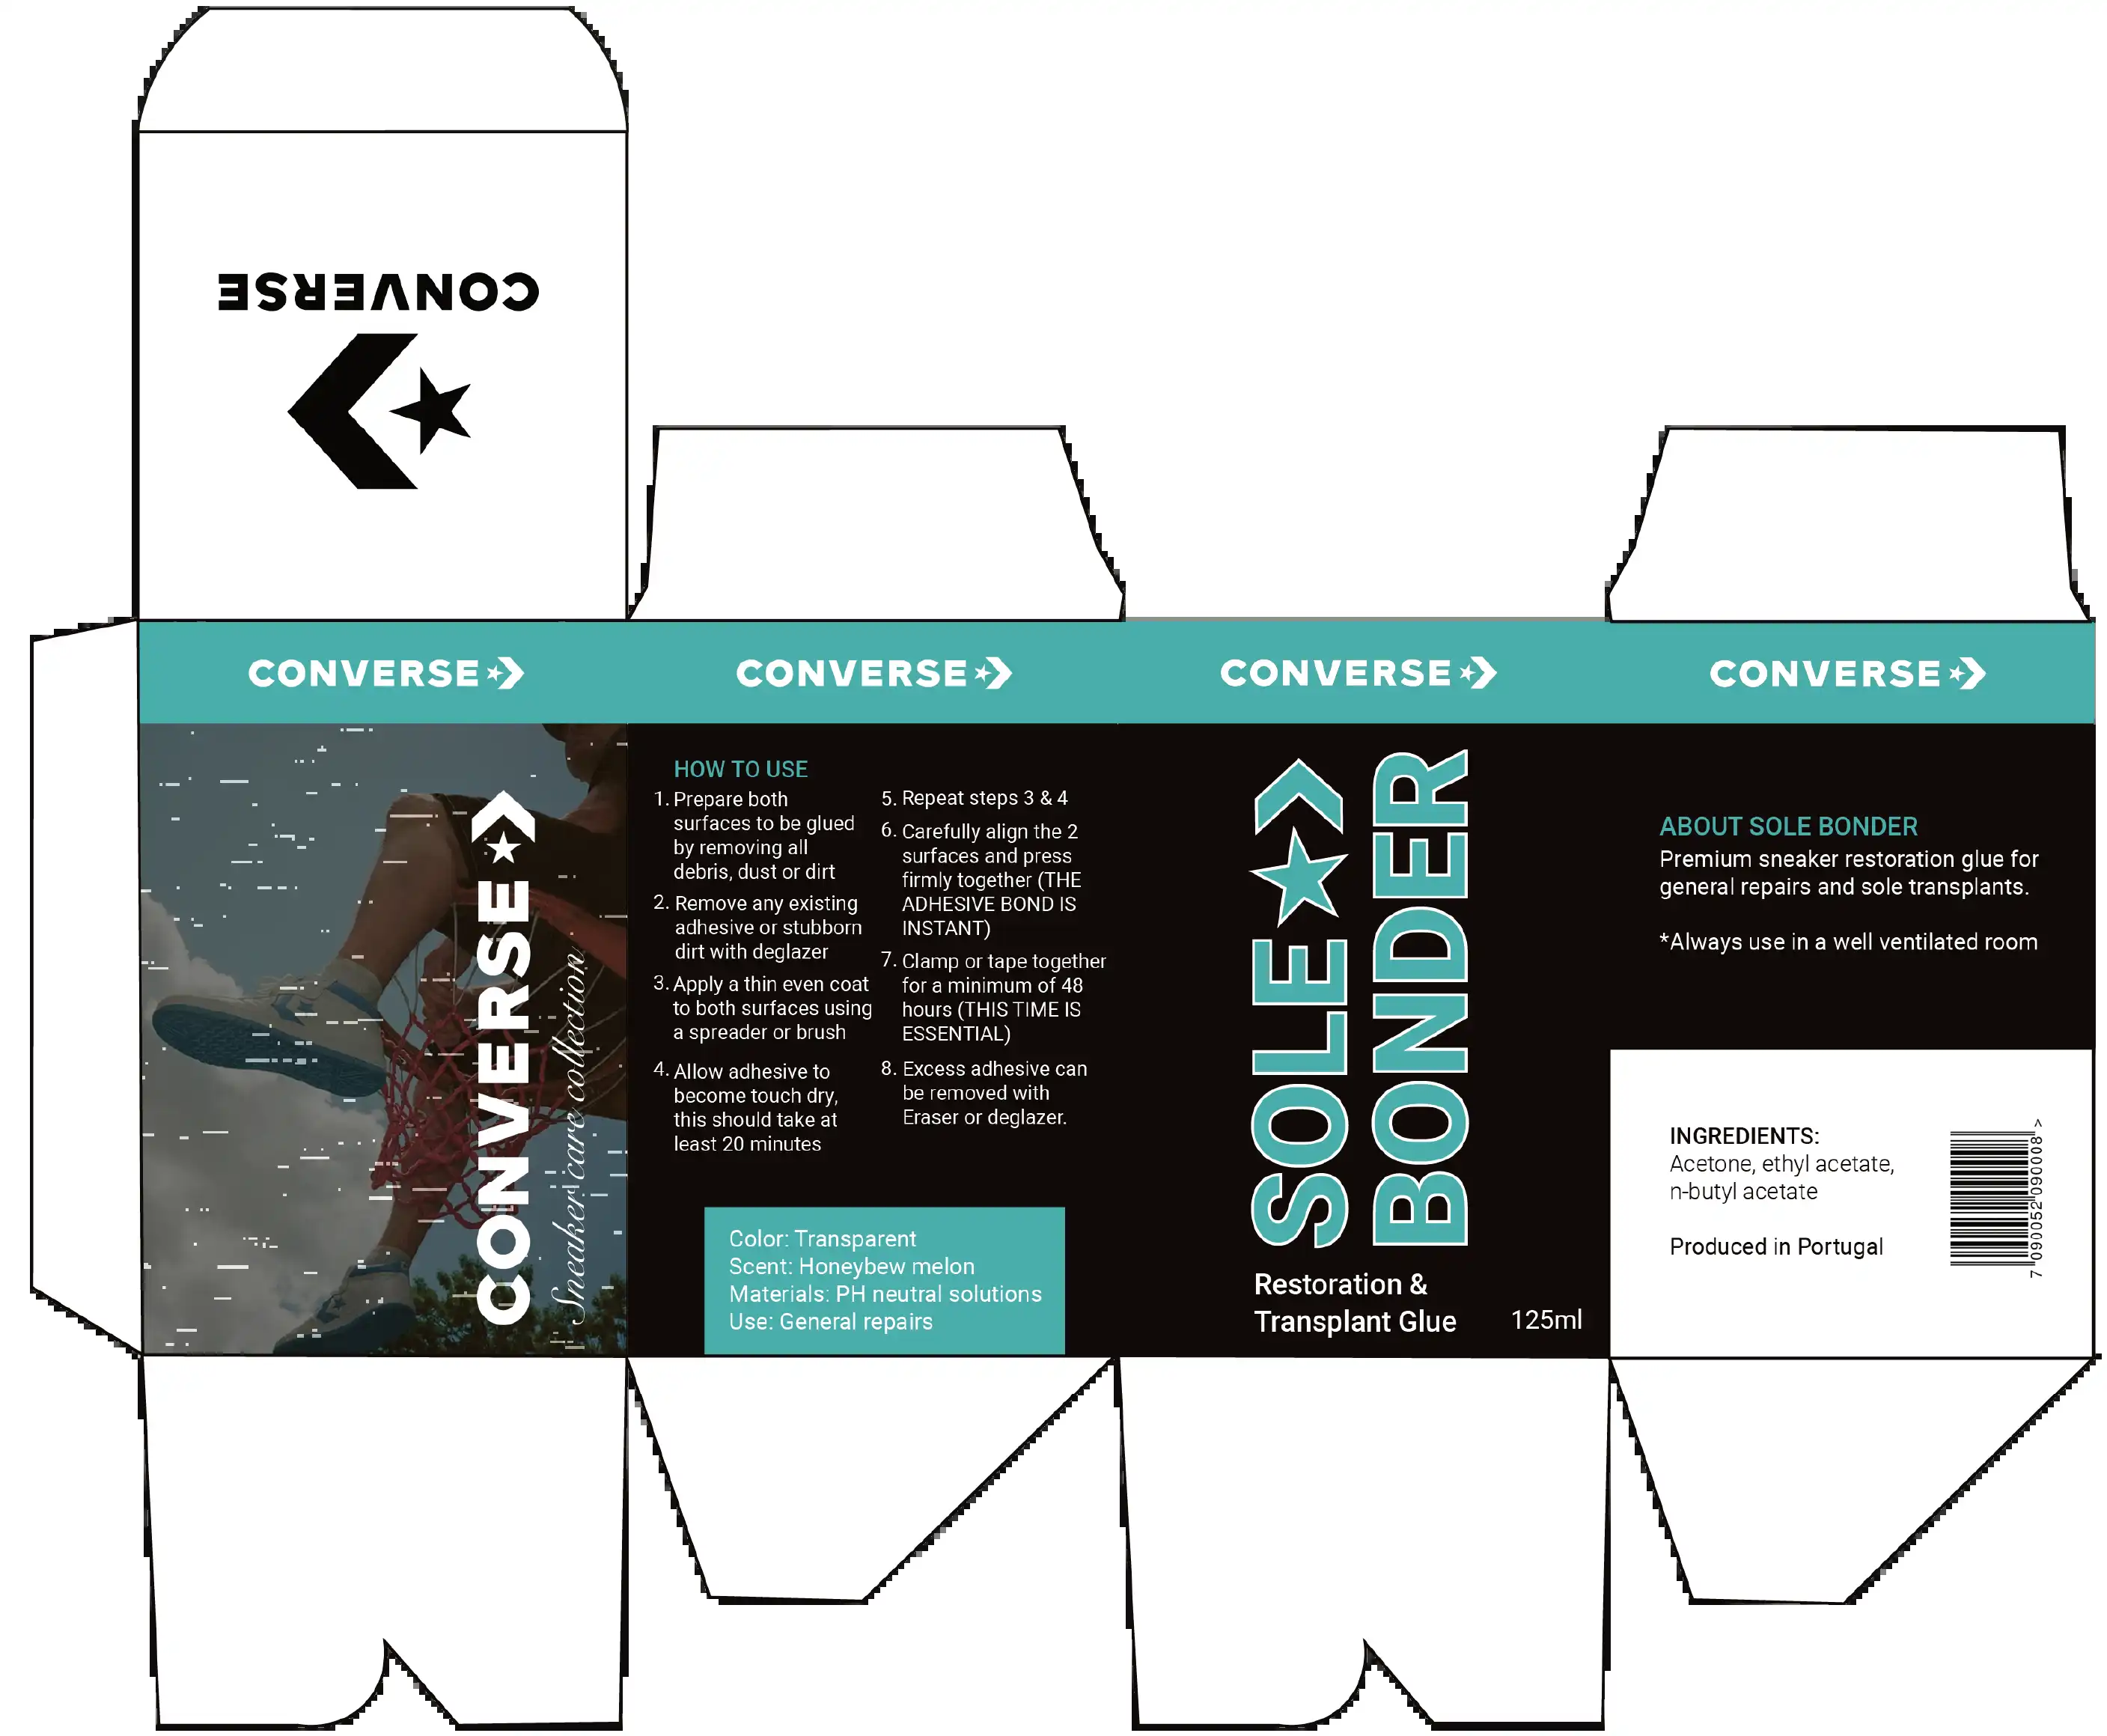 CONVERSE
CONVERSE
CONVERSE
CONVERSE
CONVERSE
CONVERSE
Sneaker care collection.
HOW TO USE
1. Prepare both
surfaces to be glued
by removing all
debris, dust or dirt
2. Remove any existing
adhesive or stubborn
dirt with deglazer
3. Apply a thin even coat
to both surfaces using
a spreader or brush
4. Allow adhesive to
become touch dry,
this should take at
least 20 minutes
5. Repeat steps 3 & 4
6. Carefully align the 2
surfaces and press
firmly together (THE
ADHESIVE BOND IS
INSTANT)
7. Clamp or tape together
for a minimum of 48
hours (THIS TIME IS
ESSENTIAL)
8. Excess adhesive can
be removed with
Eraser or deglazer.
Color: Transparent
Scent: Honeybew melon
Materials: PH neutral solutions
Use: General repairs
SOLE
BONDER
Restoration &
Transplant Glue
125ml
ABOUT SOLE BONDER
Premium sneaker restoration glue for
general repairs and sole transplants.
*Always use in a well ventilated room
INGREDIENTS:
Acetone, ethyl acetate,
n-butyl acetate
Produced in Portugal
7 090052 090008 >